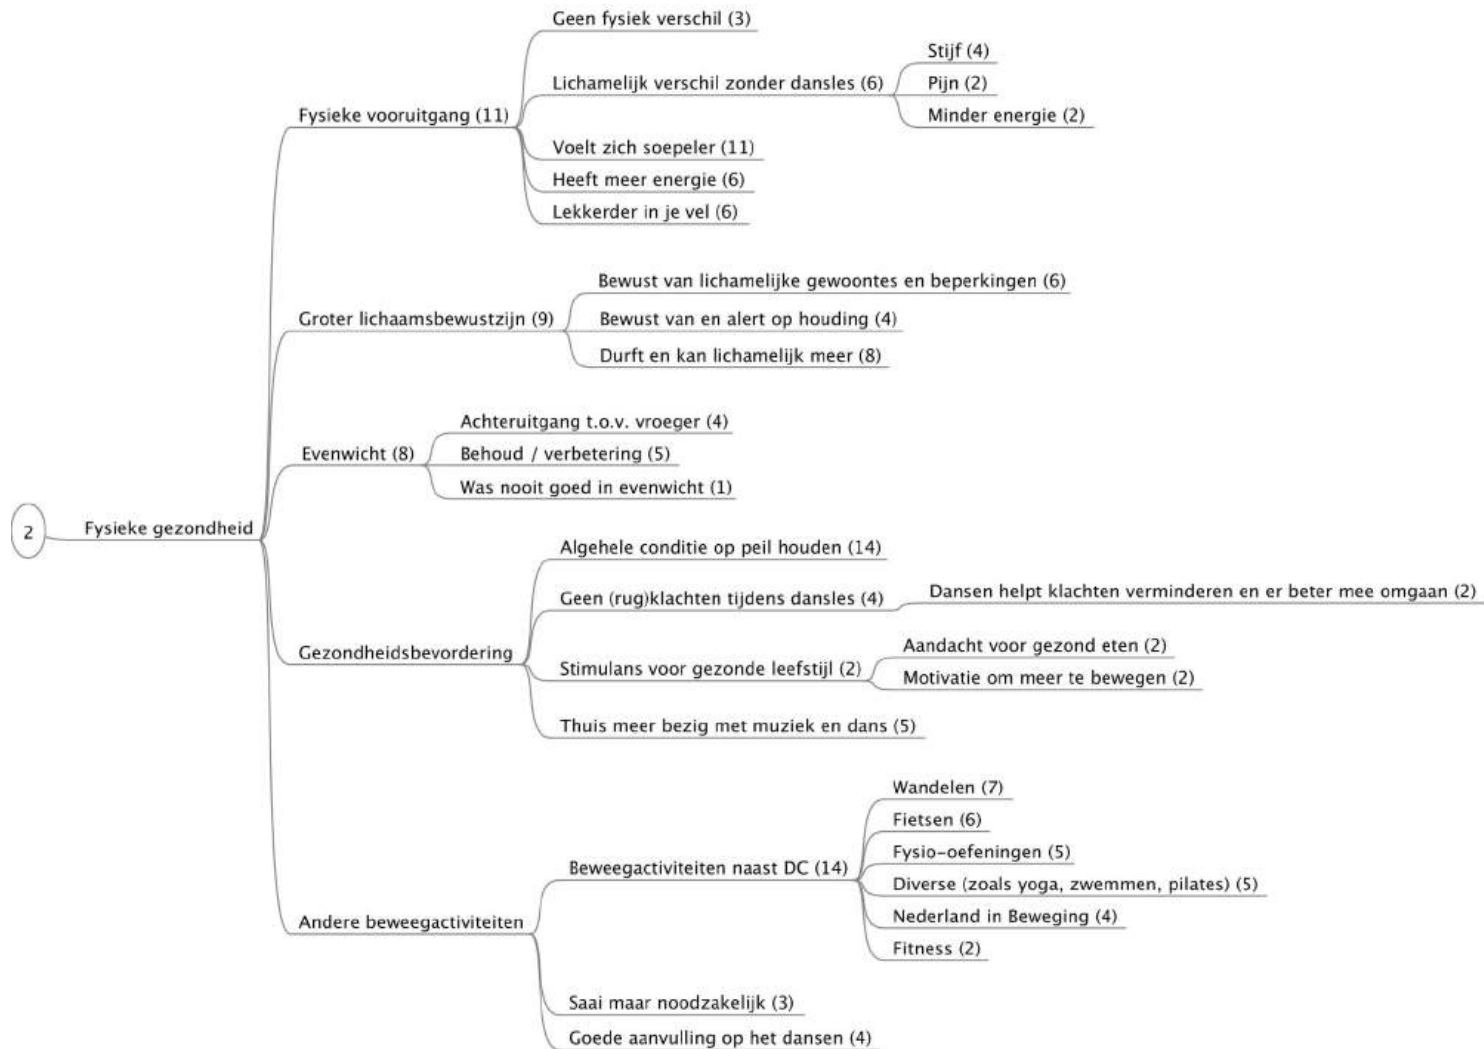 2
Fysieke gezondheid
Fysieke vooruitgang (11)
Geen fysiek verschil (3)
Lichamelijk verschil zonder dansles (6)
Stijf (4)
Pijn (2)
Minder energie (2)
Voelt zich soepeler (11)
Heeft meer energie (6)
Lekkerder in je vel (6)
Groter lichaamsbewustzijn (9)
Bewust van lichamelijke gewoontes en beperkingen (6)
Bewust van en alert op houding (4)
Durft en kan lichamelijk meer (8)
Evenwicht (8)
Achteruitgang t.o.v. vroeger (4)
Behoud / verbetering (5)
Was nooit goed in evenwicht (1)
Gezondheidsbevordering
Algehele conditie op peil houden (14)
Geen (rug)klachten tijdens dansles (4)
Dansen helpt klachten verminderen en er beter mee omgaan (2)
Stimulans voor gezonde leefstijl (2)
Aandacht voor gezond eten (2)
Motivatie om meer te bewegen (2)
Thuis meer bezig met muziek en dans (5)
Andere beweegactiviteiten
Beweegactiviteiten naast DC (14)
Wandelen (7)
Fietsen (6)
Fysio-oefeningen (5)
Diverse (zoals yoga, zwemmen, pilates) (5)
Nederland in Beweging (4)
Fitness (2)
Saai maar noodzakelijk (3)
Goede aanvulling op het dansen (4)